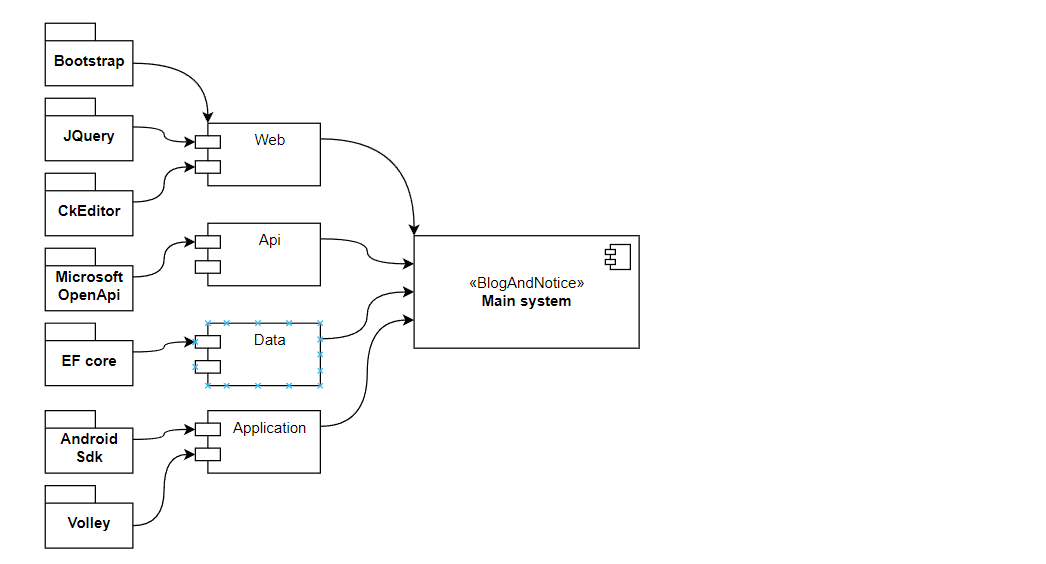 Bootstrap
JQuery
CkEditor
Microsoft
OpenApi
EF core
Android
Sdk
Volley
Web
Api
Data
Application
«BlogAndNotice»
Main system